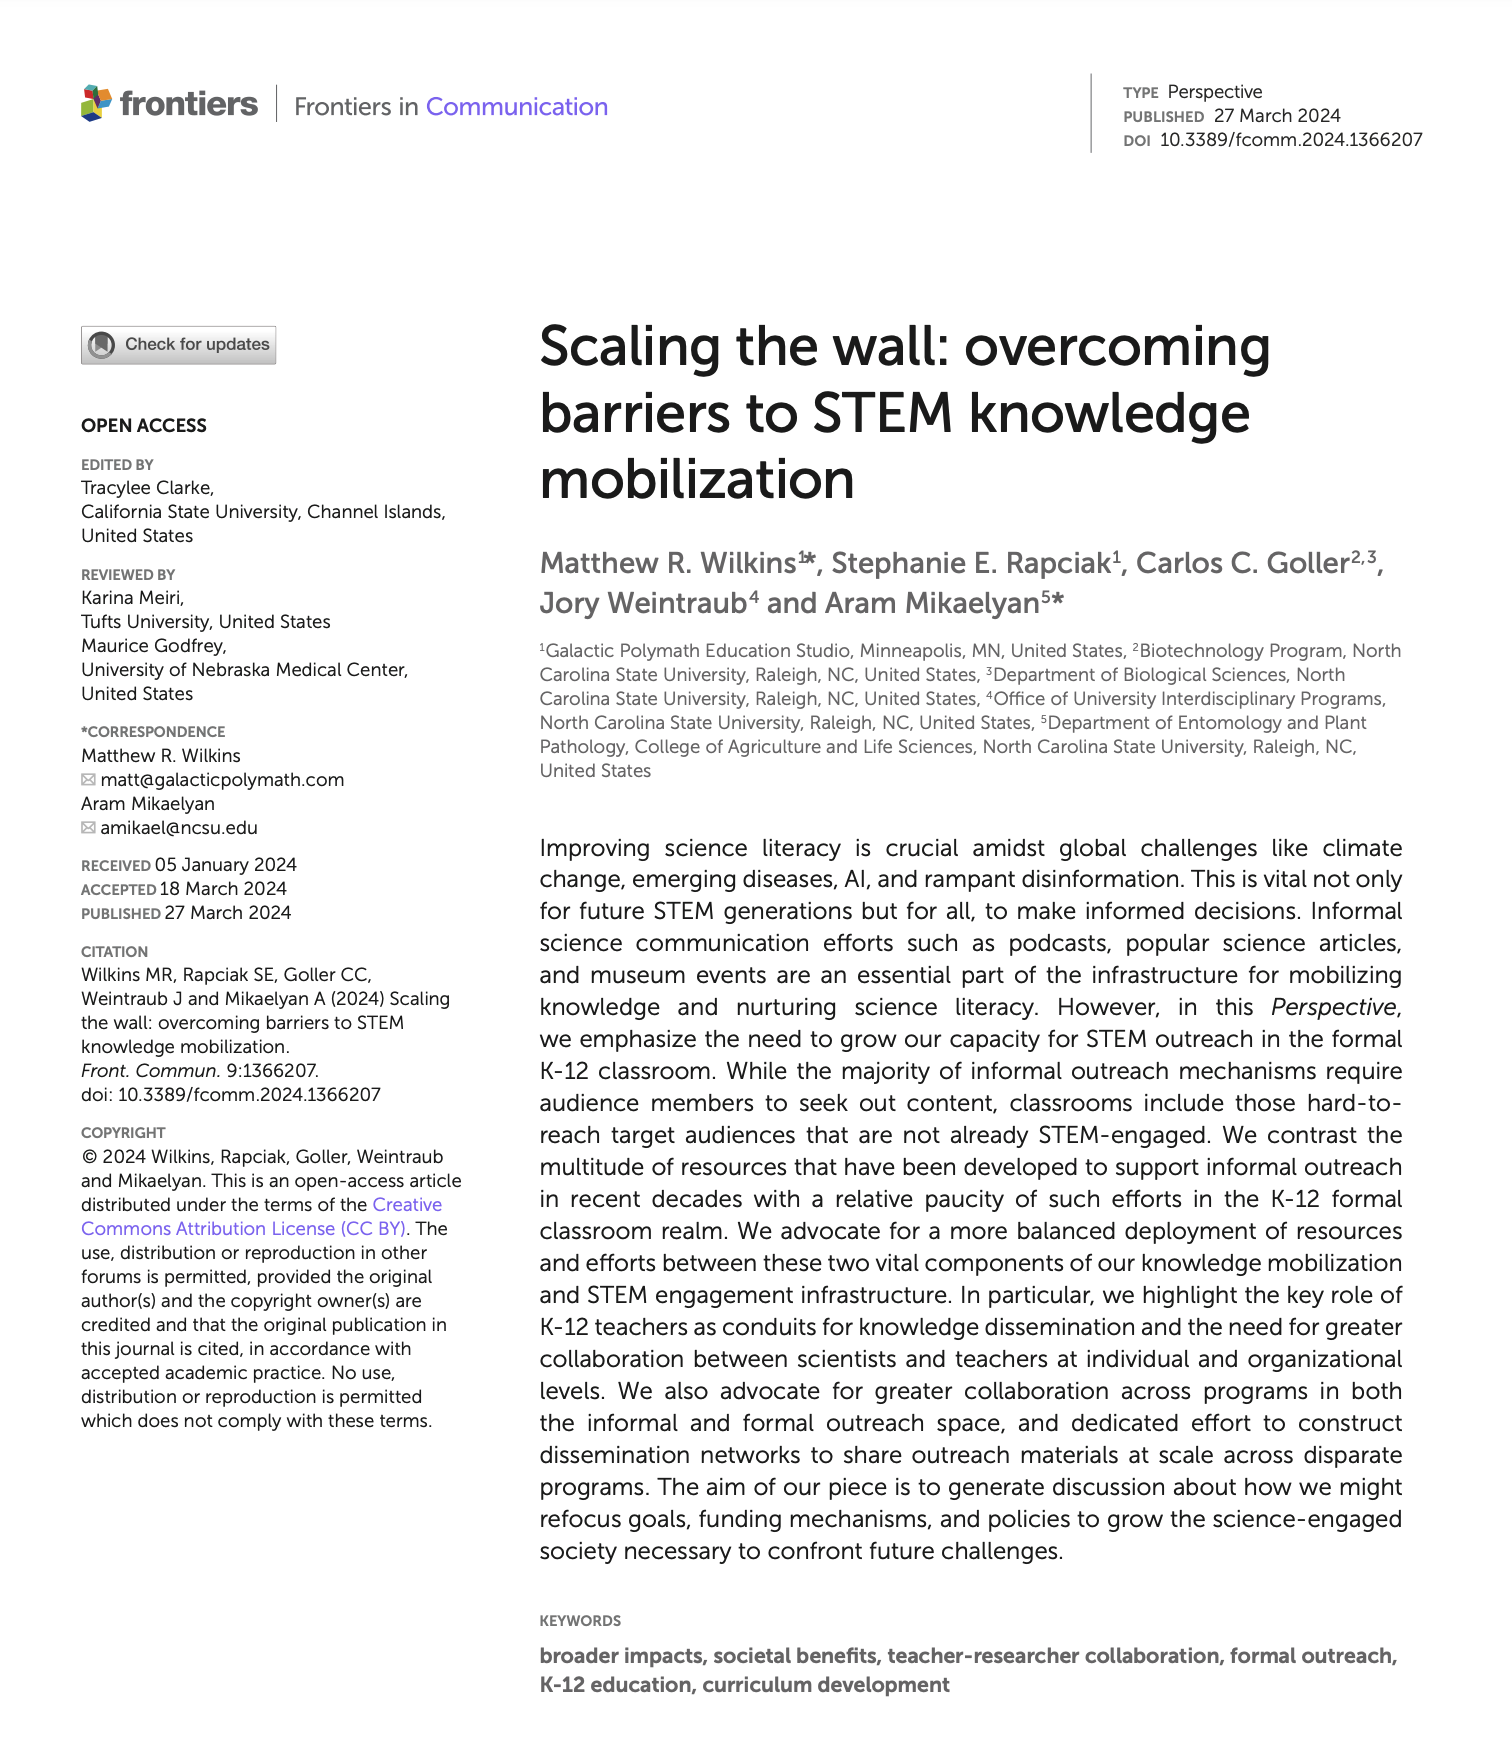 frontiers | Frontiers in Communication
TYPE Perspective
PUBLISHED 27 March 2024
DOI 10.3389/fcomm.2024.1366207
Check for updates
OPEN ACCESS
EDITED BY
Tracylee Clarke,
California State University, Channel Islands,
United States
REVIEWED BY
Karina Meiri,
Tufts University, United States
Maurice Godfrey,
University of Nebraska Medical Center,
United States
*CORRESPONDENCE
Matthew R. Wilkins
matt@galacticpolymath.com
Aram Mikaelyan
amikael@ncsu.edu
RECEIVED 05 January 2024
ACCEPTED 18 March 2024
PUBLISHED 27 March 2024
CITATION
Wilkins MR, Rapciak SE, Goller CC,
Weintraub J and Mikaelyan A (2024) Scaling
the wall: overcoming barriers to STEM
knowledge mobilization.
Front. Commun. 9:1366207.
doi: 10.3389/fcomm.2024.1366207
COPYRIGHT
© 2024 Wilkins, Rapciak, Goller, Weintraub
and Mikaelyan. This is an open-access article
distributed under the terms of the Creative
Commons Attribution License (CC BY). The
use, distribution or reproduction in other
forums is permitted, provided the original
author(s) and the copyright owner(s) are
credited and that the original publication in
this journal is cited, in accordance with
accepted academic practice. No use,
distribution or reproduction is permitted
which does not comply with these terms.
Scaling the wall: overcoming
barriers to STEM knowledge
mobilization
Matthew R. Wilkins¹*, Stephanie E. Rapciak¹, Carlos C. Goller²,³,
Jory Weintraub⁴ and Aram Mikaelyan⁵*
¹Galactic Polymath Education Studio, Minneapolis, MN, United States, ²Biotechnology Program, North
Carolina State University, Raleigh, NC, United States, ³Department of Biological Sciences, North
Carolina State University, Raleigh, NC, United States, ⁴Office of University Interdisciplinary Programs,
North Carolina State University, Raleigh, NC, United States, ⁵Department of Entomology and Plant
Pathology, College of Agriculture and Life Sciences, North Carolina State University, Raleigh, NC,
United States
Improving science literacy is crucial amidst global challenges like climate
change, emerging diseases, AI, and rampant disinformation. This is vital not only
for future STEM generations but for all, to make informed decisions. Informal
science communication efforts such as podcasts, popular science articles,
and museum events are an essential part of the infrastructure for mobilizing
knowledge and nurturing science literacy. However, in this Perspective,
we emphasize the need to grow our capacity for STEM outreach in the formal
K-12 classroom. While the majority of informal outreach mechanisms require
audience members to seek out content, classrooms include those hard-to-
reach target audiences that are not already STEM-engaged. We contrast the
multitude of resources that have been developed to support informal outreach
in recent decades with a relative paucity of such efforts in the K-12 formal
classroom realm. We advocate for a more balanced deployment of resources
and efforts between these two vital components of our knowledge mobilization
and STEM engagement infrastructure. In particular, we highlight the key role of
K-12 teachers as conduits for knowledge dissemination and the need for greater
collaboration between scientists and teachers at individual and organizational
levels. We also advocate for greater collaboration across programs in both
the informal and formal outreach space, and dedicated effort to construct
dissemination networks to share outreach materials at scale across disparate
programs. The aim of our piece is to generate discussion about how we might
refocus goals, funding mechanisms, and policies to grow the science-engaged
society necessary to confront future challenges.
KEYWORDS
broader impacts, societal benefits, teacher-researcher collaboration, formal outreach,
K-12 education, curriculum development